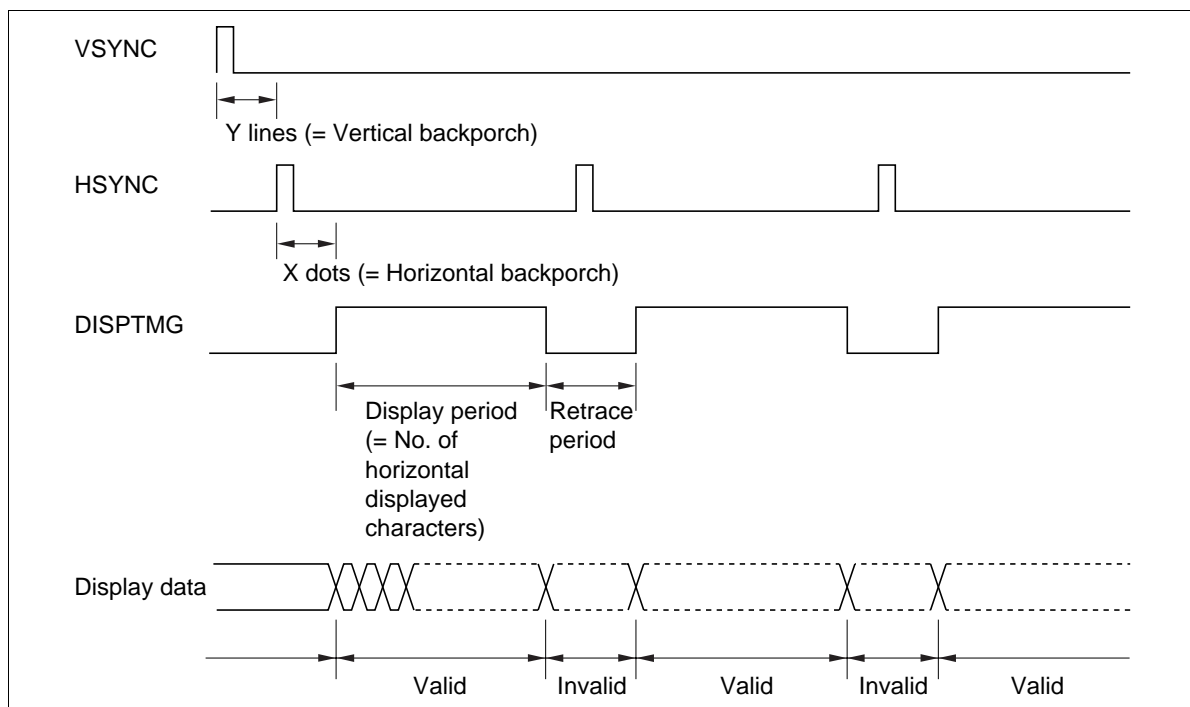 VSYNC
Y lines (= Vertical backporch)
HSYNC
X dots (= Horizontal backporch)
DISPTMG
Display period
(= No. of
horizontal
displayed
characters)
Retrace
period
Display data
Valid
Invalid
Valid
Invalid
Valid